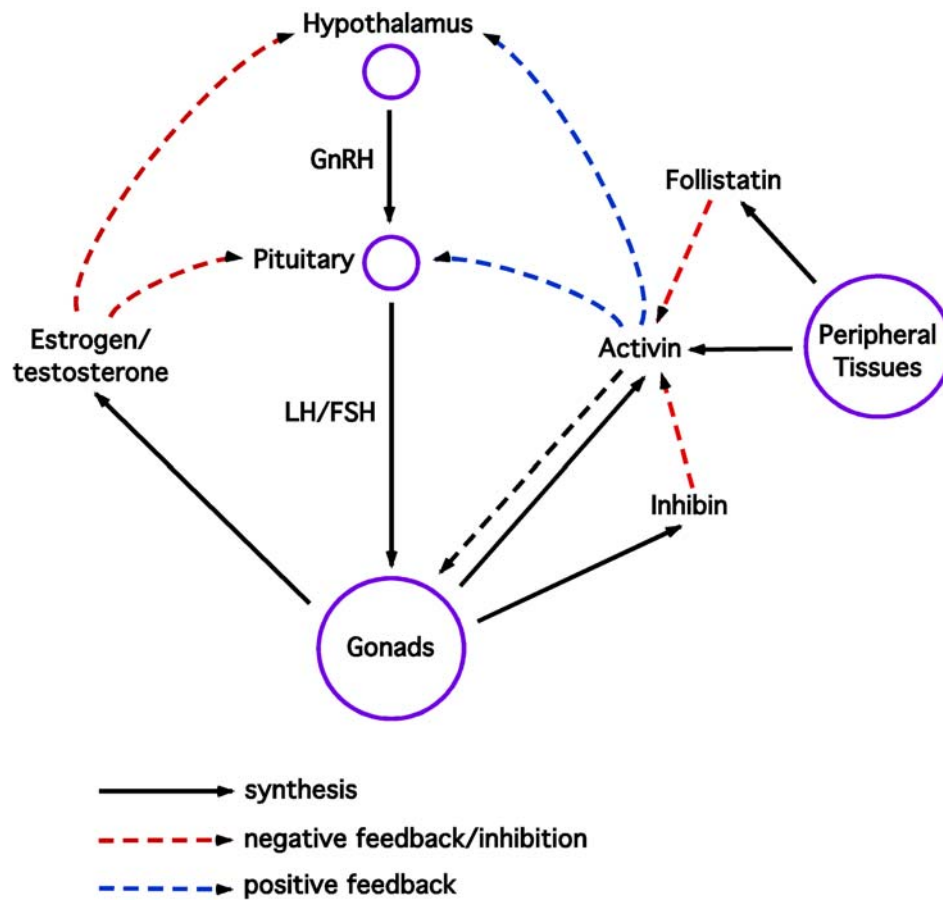 Hypothalamus
GnRH
Follistatin
Pituitary
Estrogen/
testosterone
Activin
Peripheral
Tissues
LH/FSH
Inhibin
Gonads
synthesis
negative feedback/inhibition
positive feedback